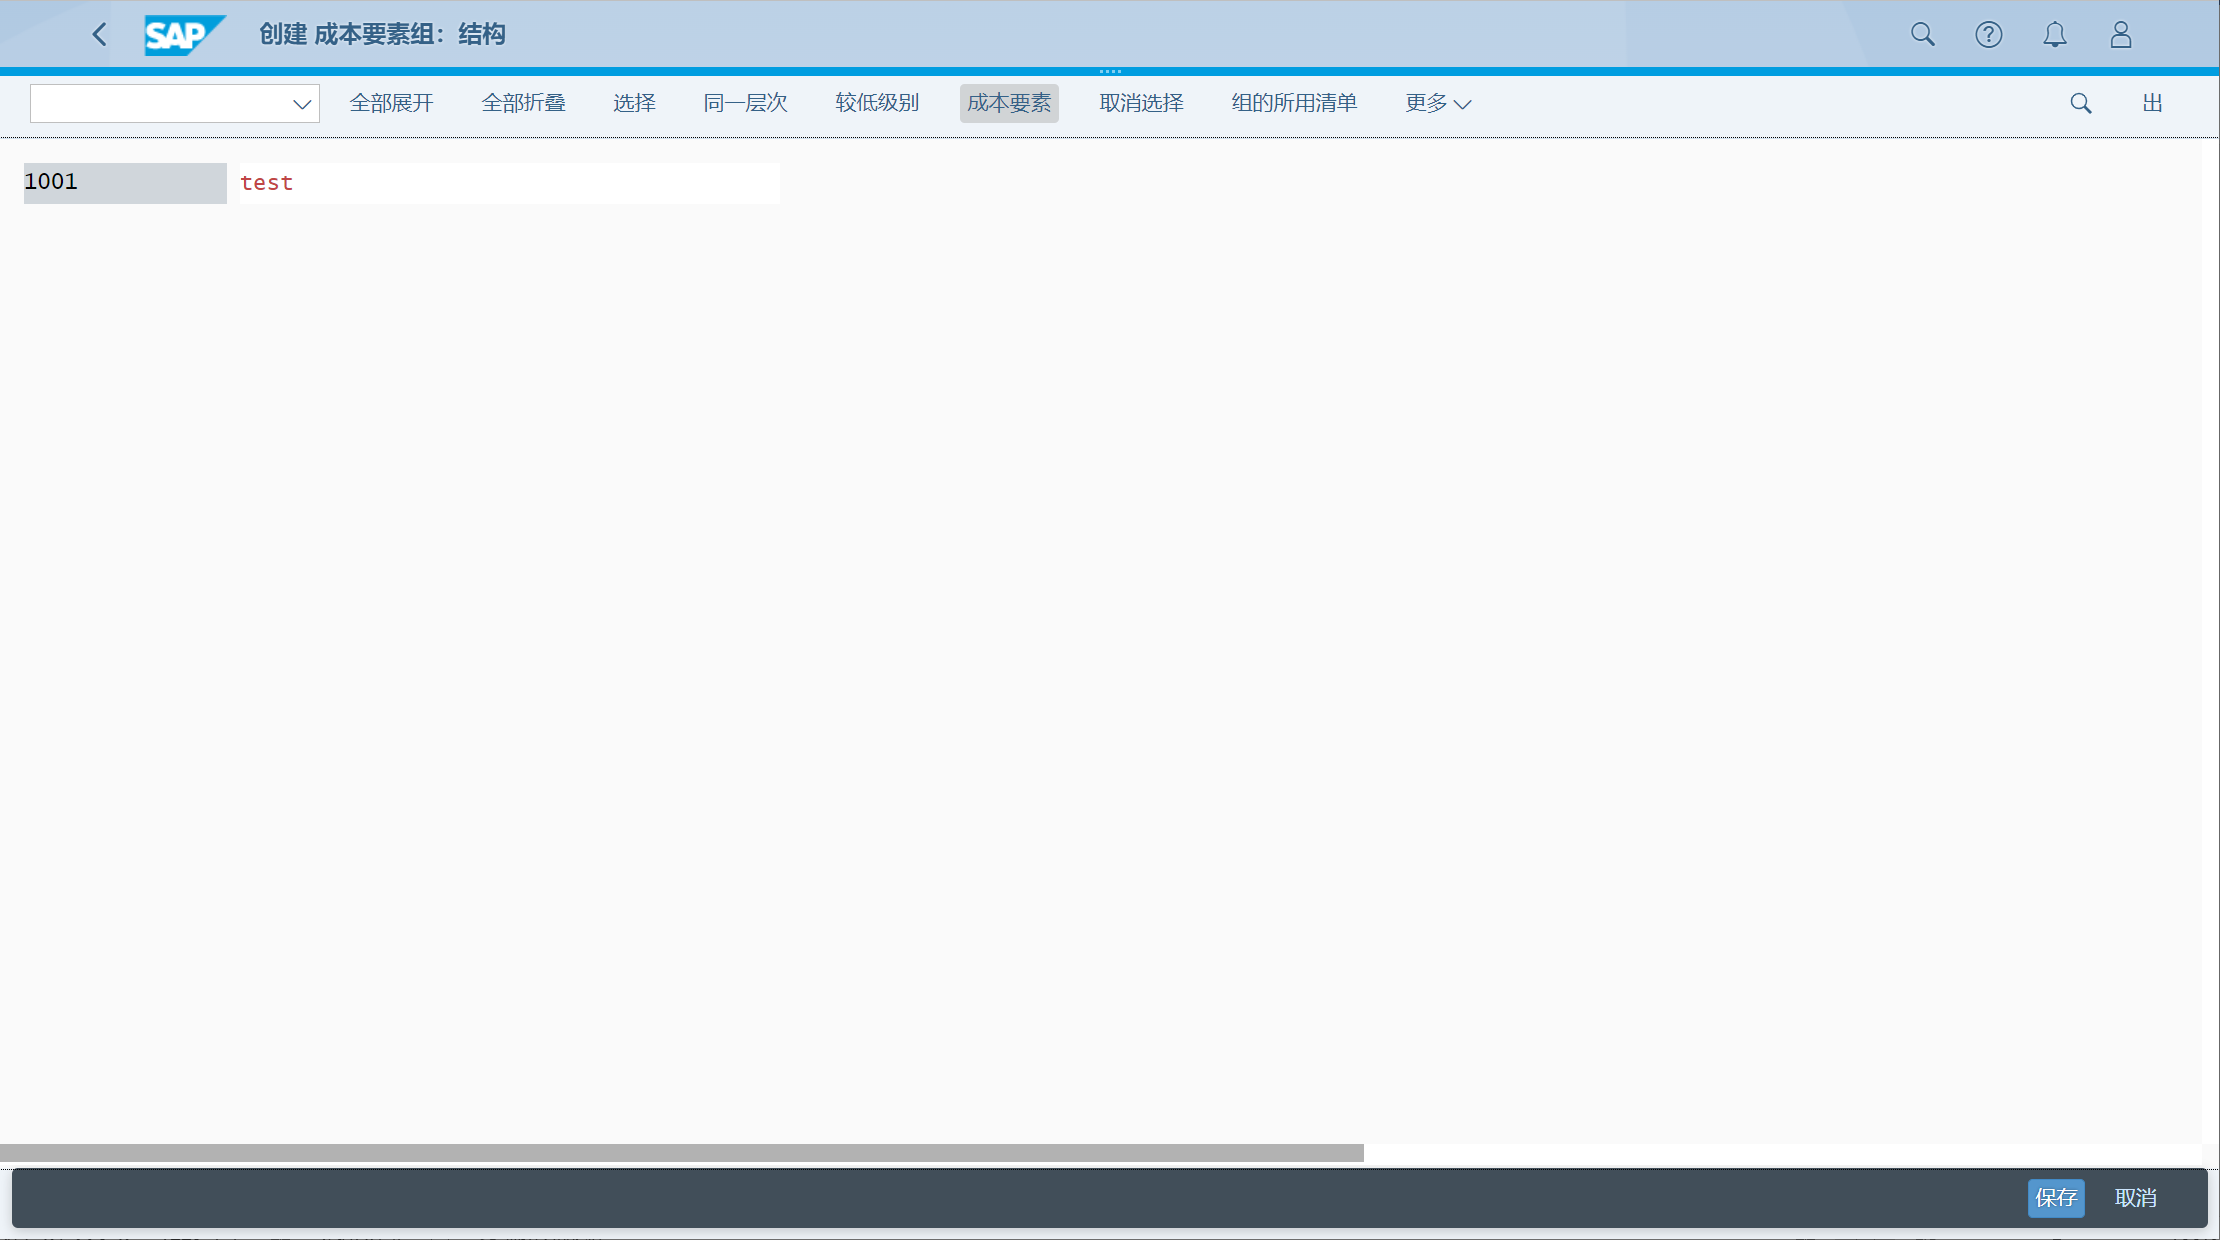 SAP 创建 成本要素组：结构
全部展开 全部折叠 选择 同一层次 较低级别 成本要素 取消选择 组的所用清单 更多 出
1001 test
保存 取消